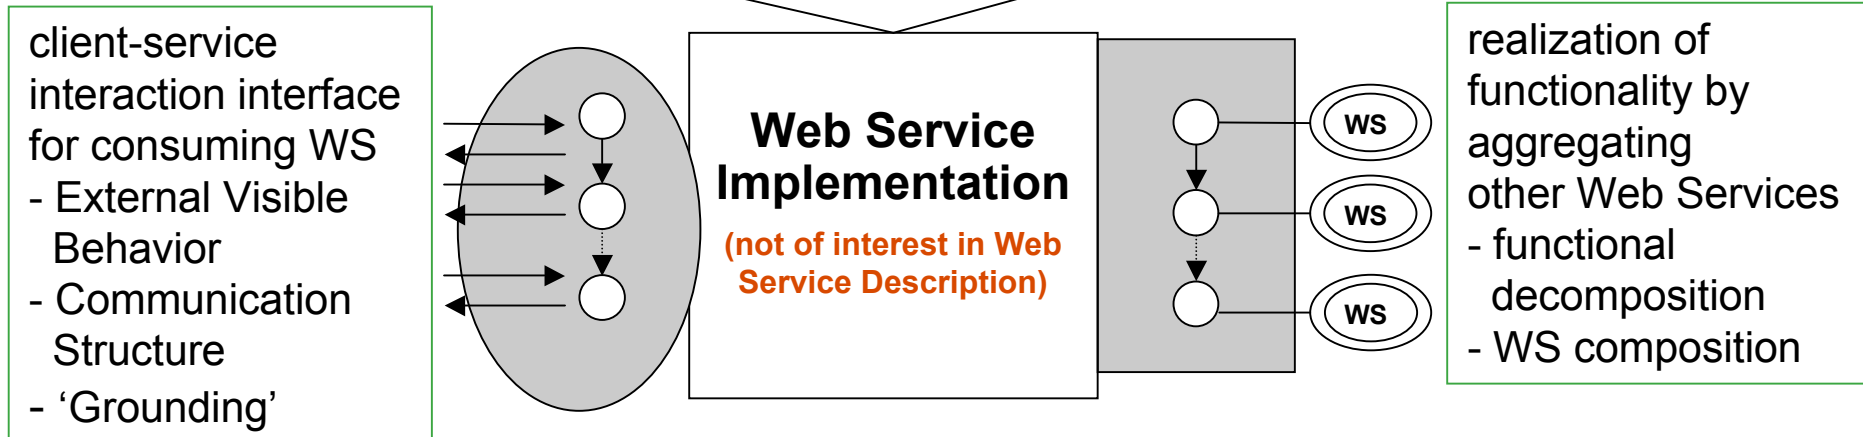 client-service
interaction interface
for consuming WS
- External Visible
Behavior
- Communication
Structure
- ‘Grounding’
Web Service
Implementation
(not of interest in Web
Service Description)
WS
WS
WS
realization of
functionality by
aggregating
other Web Services
- functional
decomposition
- WS composition